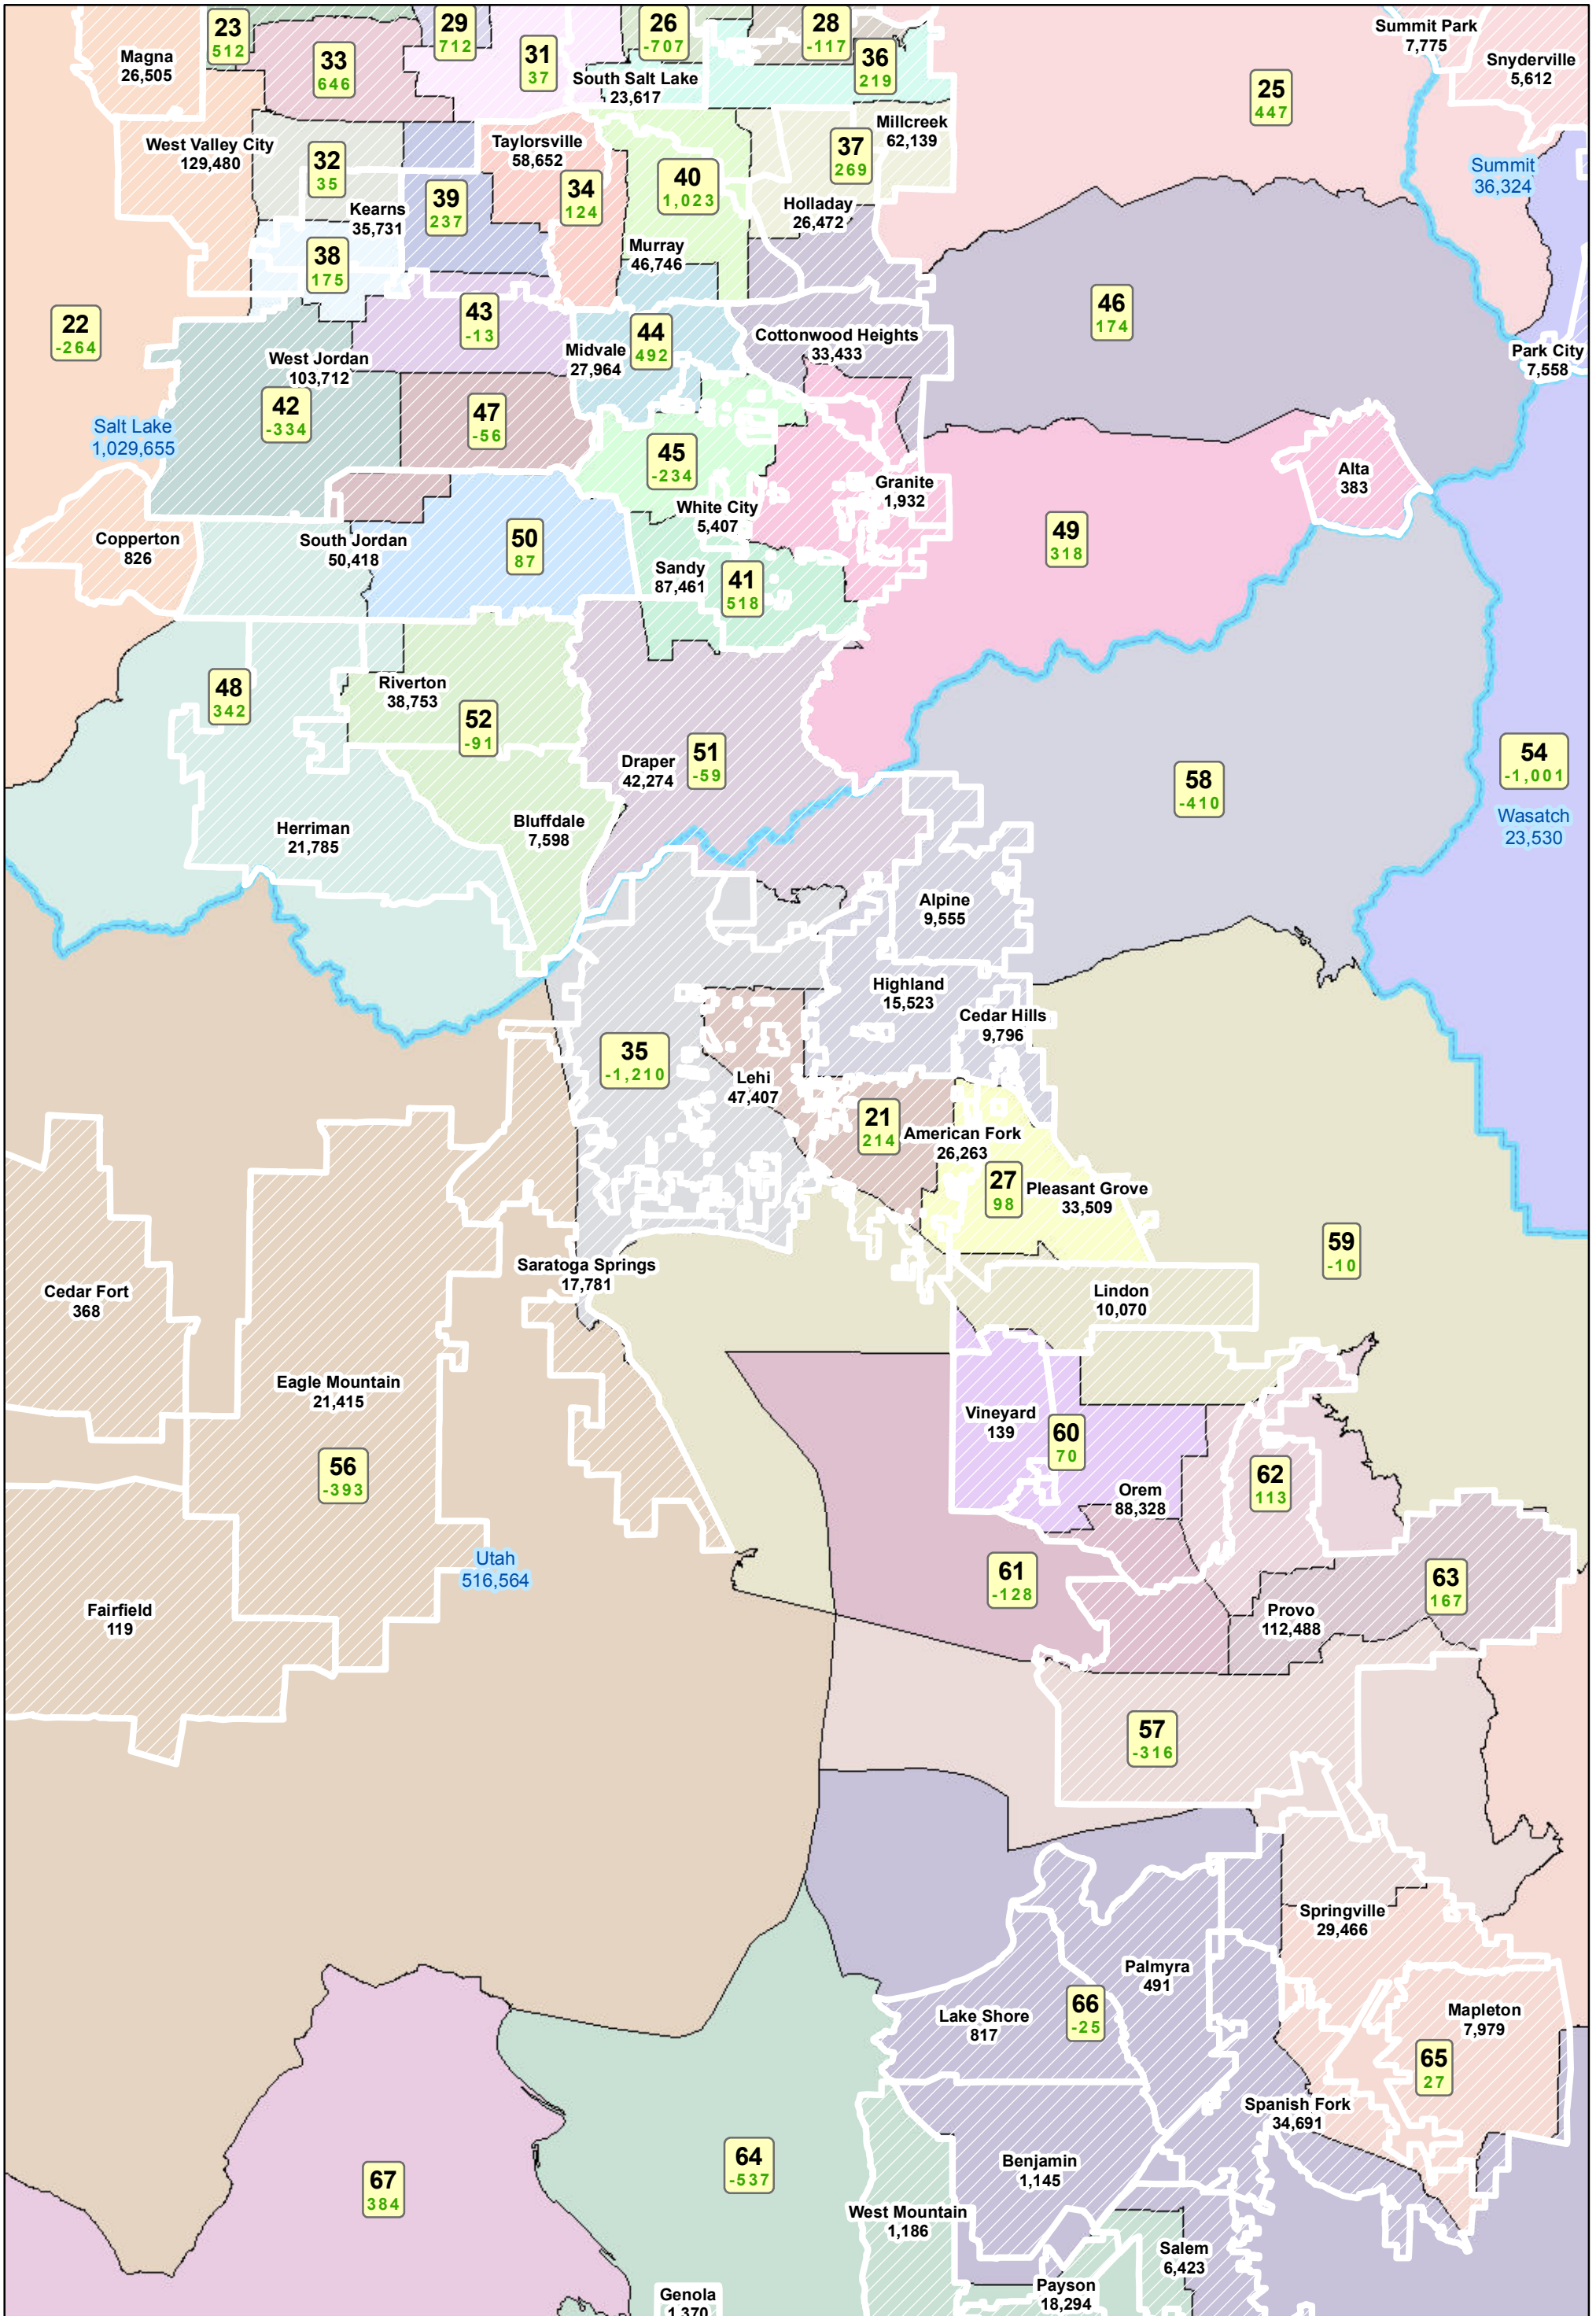 23
512
29
712
26
-707
28
-117
Summit Park
7,775
Magna
26,505
33
646
31
37
South Salt Lake
23,617
36
219
25
447
Snyderville
5,612
West Valley City
129,480
32
35
Taylorsville
58,652
40
1,023
37
269
Millcreek
62,139
Summit
36,324
Kearns
35,731
39
237
34
124
Holladay
26,472
38
175
Murray
46,746
22
-264
43
-13
44
492
Cottonwood Heights
33,433
46
174
West Jordan
103,712
Midvale
27,964
Park City
7,558
42
-334
47
-56
Salt Lake
1,029,655
45
-234
White City
5,407
Granite
1,932
Alta
383
Copperton
826
South Jordan
50,418
50
87
Sandy
87,461
41
518
49
318
48
342
Riverton
38,753
52
-91
Draper
42,274
51
-59
58
-410
54
-1,001
Wasatch
23,530
Herriman
21,785
Bluffdale
7,598
Alpine
9,555
Highland
15,523
Cedar Hills
9,796
35
-1,210
Lehi
47,407
21
214
American Fork
26,263
27
98
Pleasant Grove
33,509
59
-10
Saratoga Springs
17,781
Cedar Fort
368
Lindon
10,070
Eagle Mountain
21,415
Vineyard
139
60
70
56
-393
Orem
88,328
62
113
Utah
516,564
61
-128
63
167
Fairfield
119
Provo
112,488
57
-316
Springville
29,466
Palmyra
491
Lake Shore
817
66
-25
Mapleton
7,979
65
27
Spanish Fork
34,691
67
384
64
-537
Benjamin
1,145
West Mountain
1,186
Salem
6,423
Genola
1,370
Payson
18,294